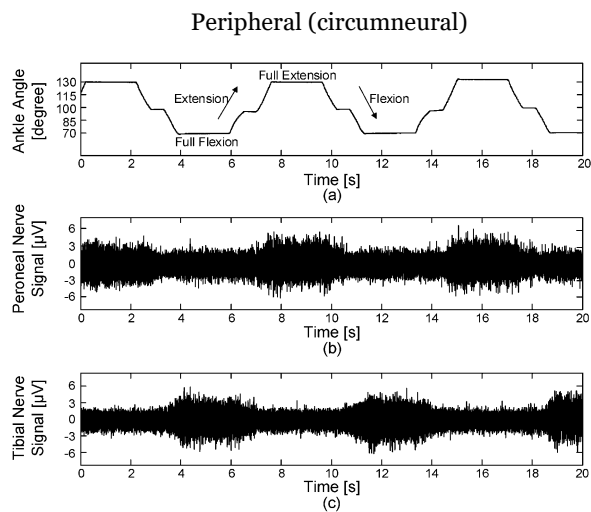 Peripheral (circumneural)
Ankle Angle
[degree]
130
115
100
85
70
Extension
Full Extension
Flexion
Full Flexion
0 2 4 6 8 10 12 14 16 18 20
Time [s]
(a)
Peroneal Nerve
Signal [µV]
6
3
0
-3
-6
0 2 4 6 8 10 12 14 16 18 20
Time [s]
(b)
Tibial Nerve
Signal [µV]
6
3
0
-3
-6
0 2 4 6 8 10 12 14 16 18 20
Time [s]
(c)